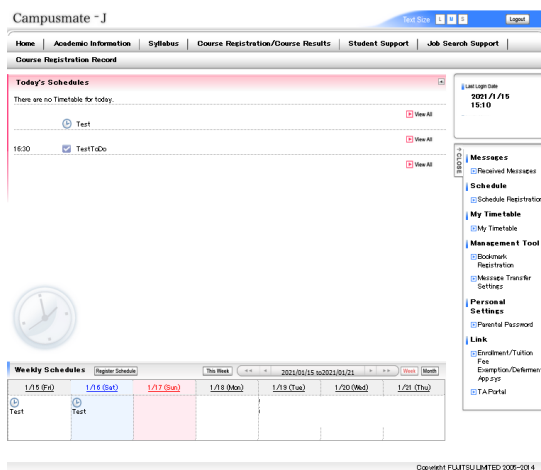 Campusmate-J
Text Size L M S Logout
Home Academic Information Syllabus Course Registration/Course Results Student Support Job Search Support
Course Registration Record
Today's Schedules
There are no Timetable for today.
View All
Test
View All
16:30 TestToDo
View All
Last Login Date
2021/1/15
15:10
CLOSE
Messages
Received Messages
Schedule
Schedule Registration
My Timetable
My Timetable
Management Tool
Bookmark
Registration
Message Transfer
Settings
Personal
Settings
Parental Password
Link
Enrollment/Tuition
Fee
Exemption/Deferment
App.sys
TA Portal
Weekly Schedules Register Schedule This Week 2021/01/15 to2021/01/21 Week Month
1/15 (Fri) 1/16 (Sat) 1/17 (Sun) 1/18 (Mon) 1/19 (Tue) 1/20 (Wed) 1/21 (Thu)
Test Test
Copyright FUJITSU LIMITED 2005-2014